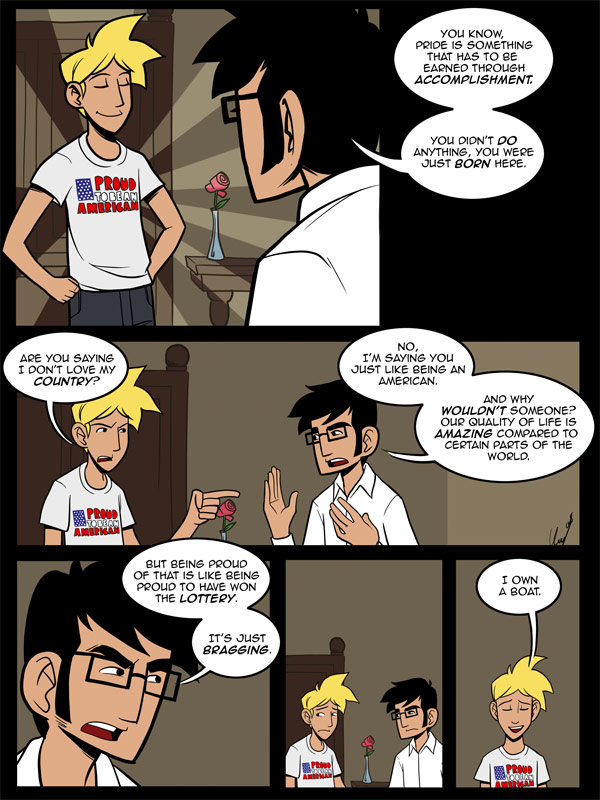 YOU KNOW,
PRIDE IS SOMETHING
THAT HAS TO BE
EARNED THROUGH
ACCOMPLISHMENT.
YOU DIDN'T DO
ANYTHING, YOU WERE
JUST BORN HERE.
PROUD
TO BE AN
AMERICAN
ARE YOU SAYING
I DON'T LOVE MY
COUNTRY?
NO,
I'M SAYING YOU
JUST LIKE BEING AN
AMERICAN.
AND WHY
WOULDN'T SOMEONE?
OUR QUALITY OF LIFE IS
AMAZING COMPARED TO
CERTAIN PARTS OF THE
WORLD.
PROUD
TO BE AN
AMERICAN
BUT BEING PROUD
OF THAT IS LIKE BEING
PROUD TO HAVE WON
THE LOTTERY.
IT'S JUST
BRAGGING.
PROUD
TO BE AN
AMERICAN
I OWN
A BOAT.
PROUD
TO BE AN
AMERICAN